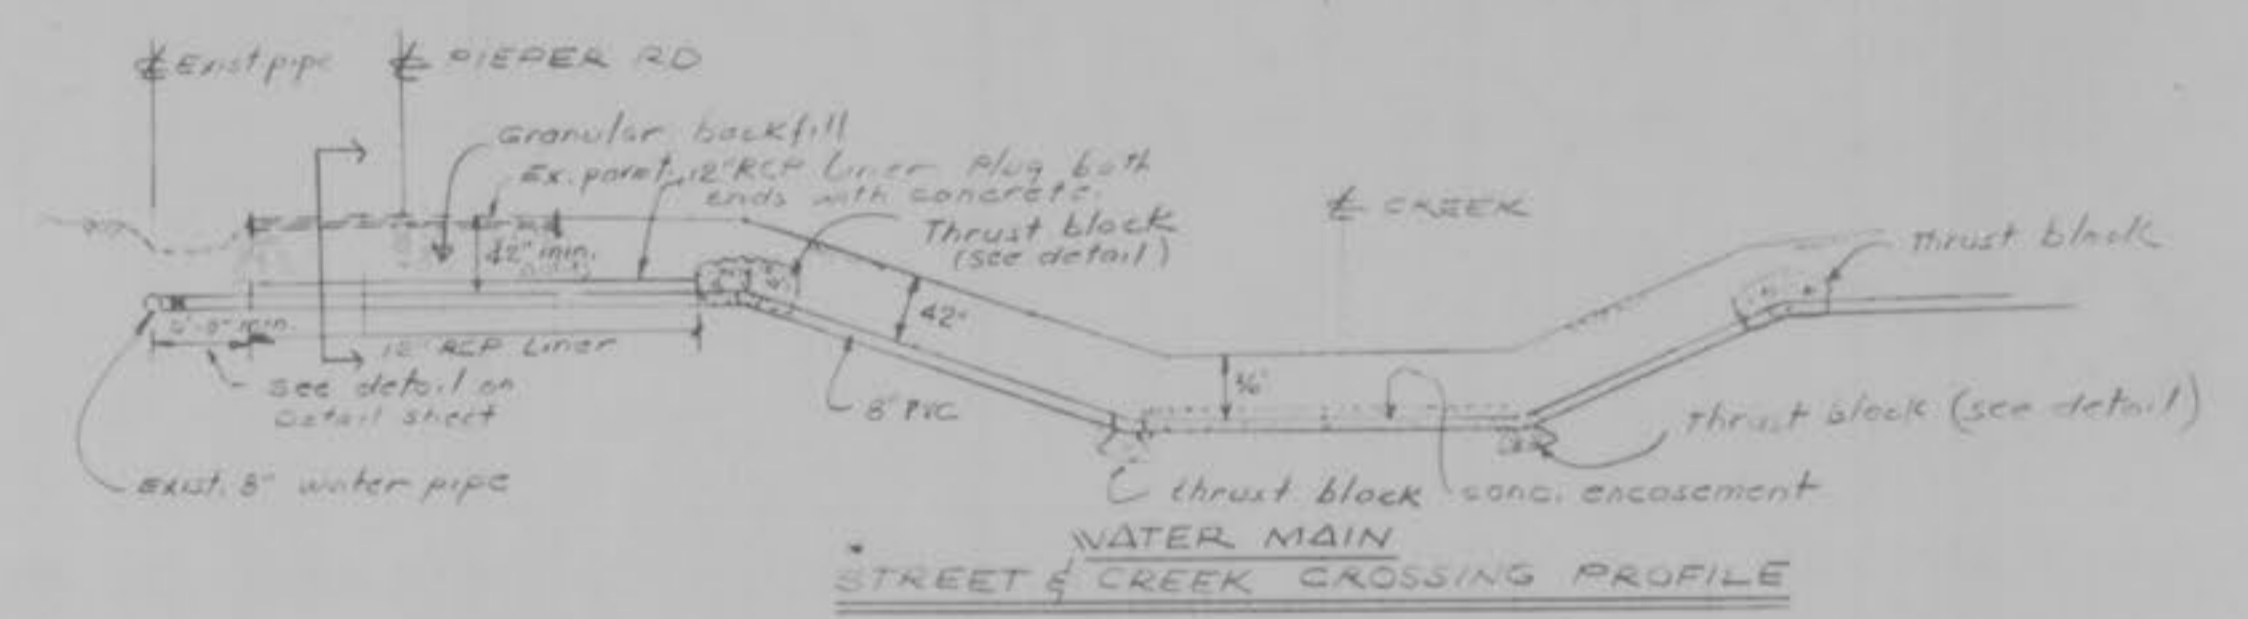 ℄ Exist pipe
℄ PIEPER RD
Granular backfill
Ex. pavmt.
12" RCP Liner Plug both
ends with concrete.
Thrust block
(see detail)
℄ CREEK
Thrust block
42" min.
42"
36"
4'-0" min.
12" RCP Liner
see detail on
Detail sheet
8" PVC
Thrust block (see detail)
Exist. 8" water pipe
thrust block
conc. encasement
WATER MAIN
STREET & CREEK CROSSING PROFILE